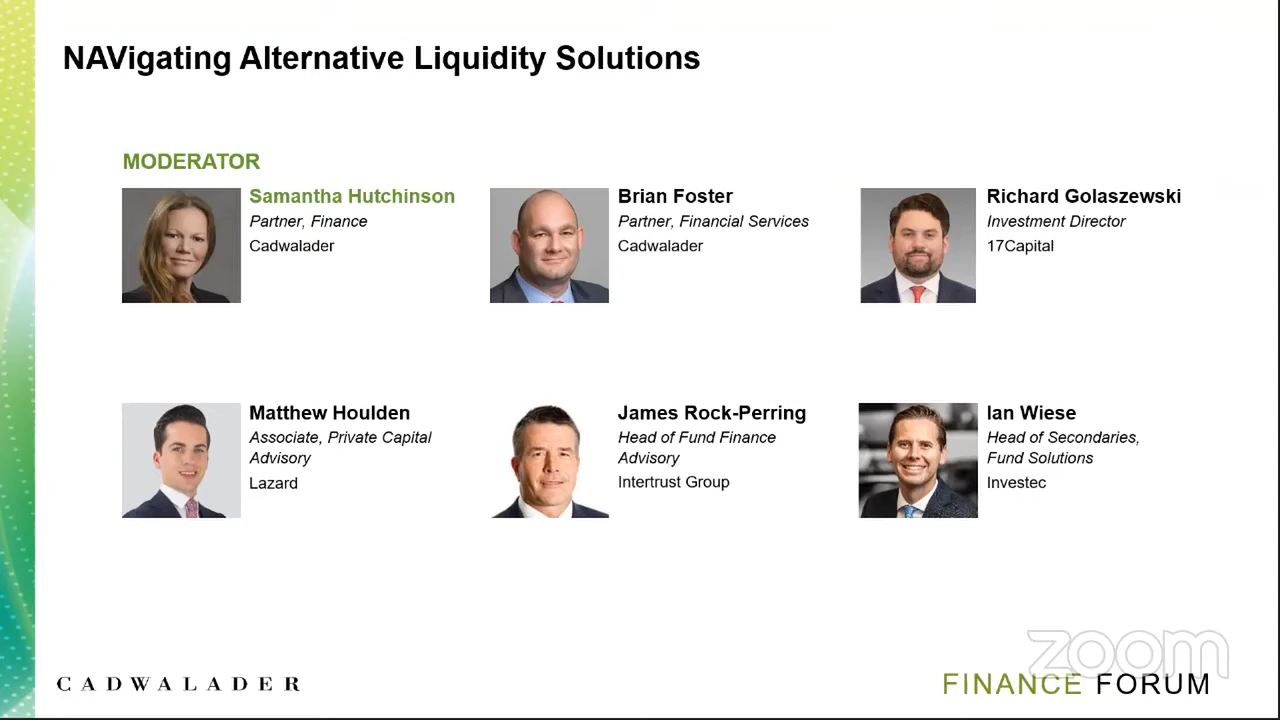 NAVigating Alternative Liquidity Solutions
MODERATOR
Samantha Hutchinson
Partner, Finance
Cadwalader
Brian Foster
Partner, Financial Services
Cadwalader
Richard Golaszewski
Investment Director
17Capital
Matthew Houlden
Associate, Private Capital
Advisory
Lazard
James Rock-Perring
Head of Fund Finance
Advisory
Intertrust Group
Ian Wiese
Head of Secondaries,
Fund Solutions
Investec
zoom
CADWALADER
FINANCE FORUM